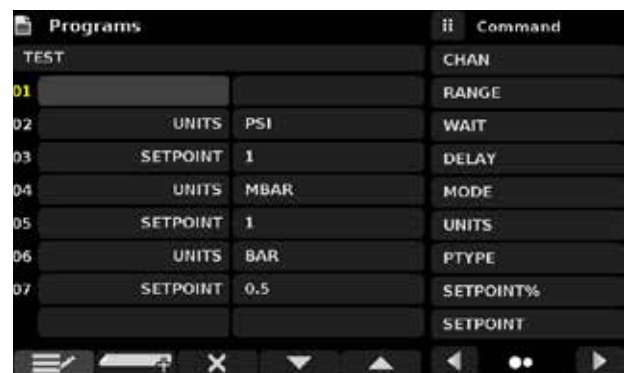 Programs
TEST
01
02 UNITS PSI
03 SETPOINT 1
04 UNITS MBAR
05 SETPOINT 1
06 UNITS BAR
07 SETPOINT 0.5
Command
CHAN
RANGE
WAIT
DELAY
MODE
UNITS
PTYPE
SETPOINT%
SETPOINT